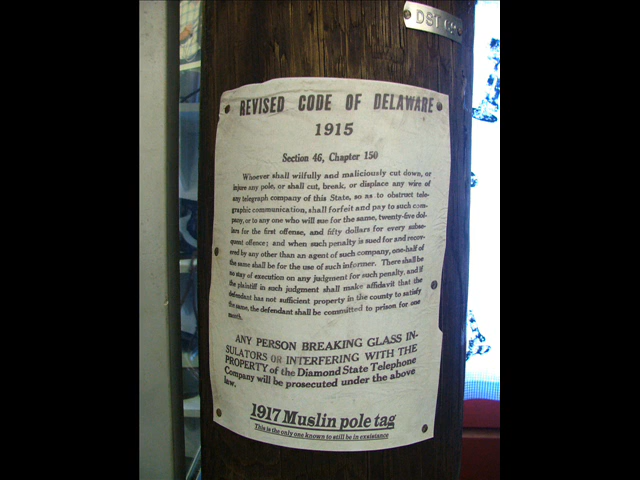 DST Co
REVISED CODE OF DELAWARE
1915
Section 46, Chapter 150
Whoever shall wilfully and maliciously cut down, or
injure any pole, or shall cut, break, or displace any wire of
any telegraph company of this State, so as to obstruct tele-
graphic communication, shall forfeit and pay to such com-
pany, or to any one who will sue for the same, twenty-five dol-
lars for the first offense, and fifty dollars for every subse-
quent offence; and when such penalty is sued for and recov-
ered by any other than an agent of such company, one-half of
the same shall be for the use of such informer. There shall be
no stay of execution on any judgment for such penalty, and if
the plaintiff in such judgment shall make affidavit that the
defendant has not sufficient property in the county to satisfy
the same, the defendant shall be committed to prison for one
month.
ANY PERSON BREAKING GLASS IN-
SULATORS OR INTERFERING WITH THE
PROPERTY of the Diamond State Telephone
Company will be prosecuted under the above
law.
1917 Muslin pole tag
This is the only one known to still be in exsistance